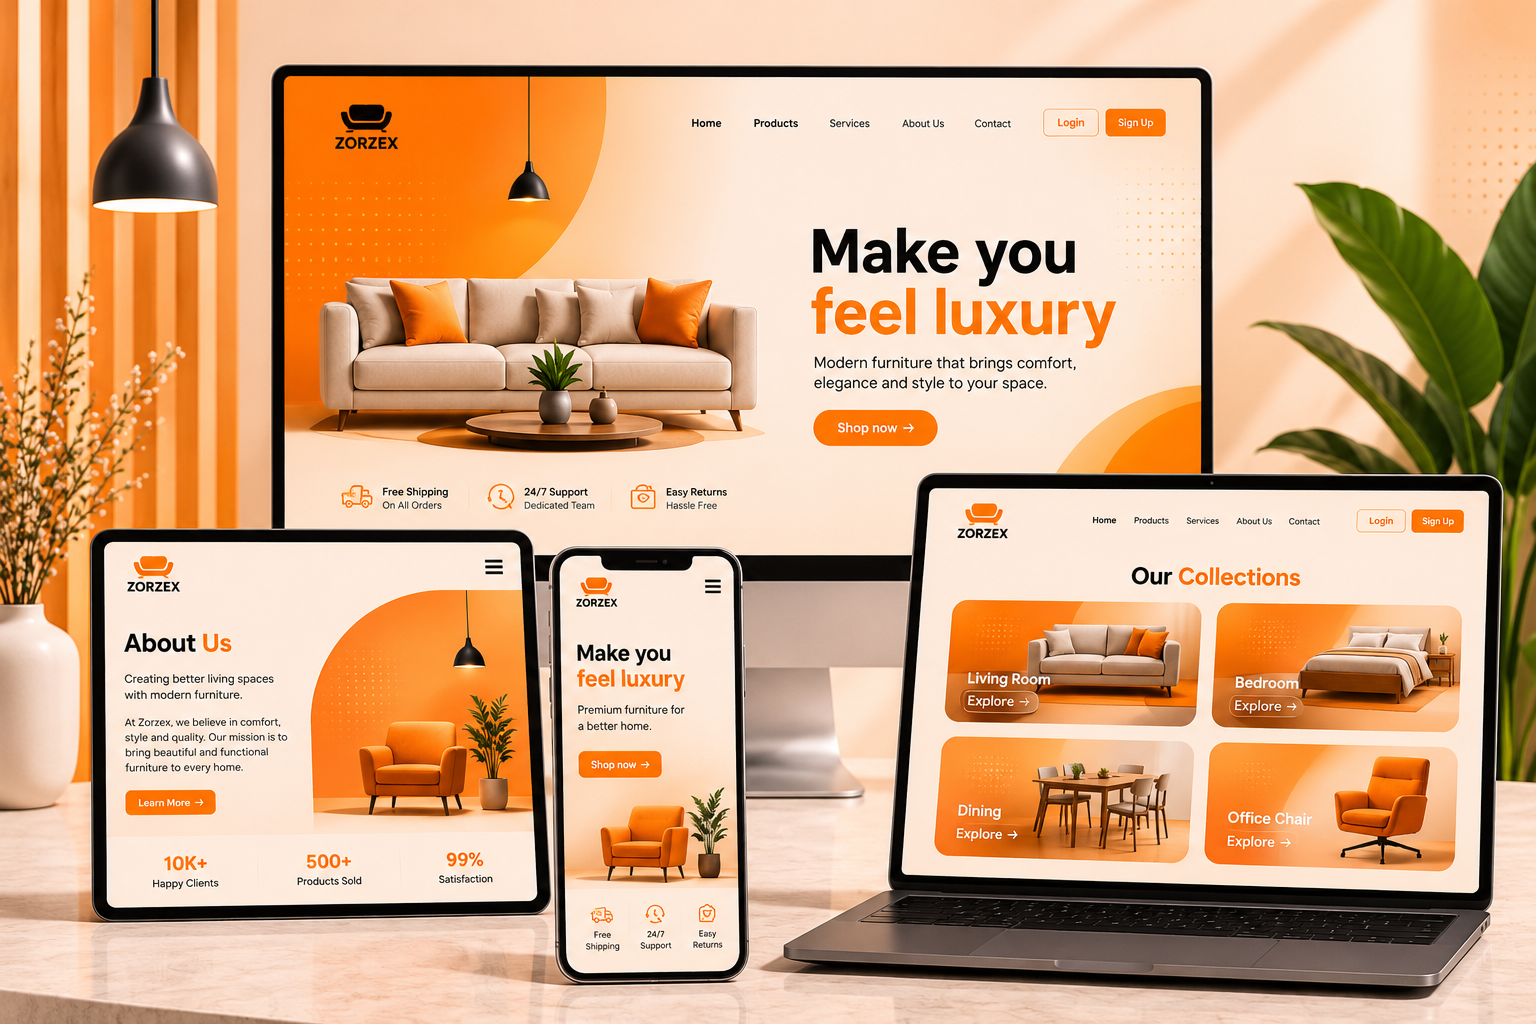 ZORZEX
Home Products Services About Us Contact Login Sign Up
Make you
feel luxury
Modern furniture that brings comfort,
elegance and style to your space.
Shop now →
Free Shipping
On All Orders
24/7 Support
Dedicated Team
Easy Returns
Hassle Free
ZORZEX
About Us
Creating better living spaces
with modern furniture.
At Zorzex, we believe in comfort,
style and quality. Our mission is to
bring beautiful and functional
furniture to every home.
Learn More →
10K+
Happy Clients
500+
Products Sold
99%
Satisfaction
ZORZEX
Make you
feel luxury
Premium furniture for
a better home.
Shop now →
Free
Shipping
24/7
Support
Easy
Returns
ZORZEX
Home Products Services About Us Contact Login Sign Up
Our Collections
Living Room
Explore →
Bedroom
Explore →
Dining
Explore →
Office Chair
Explore →